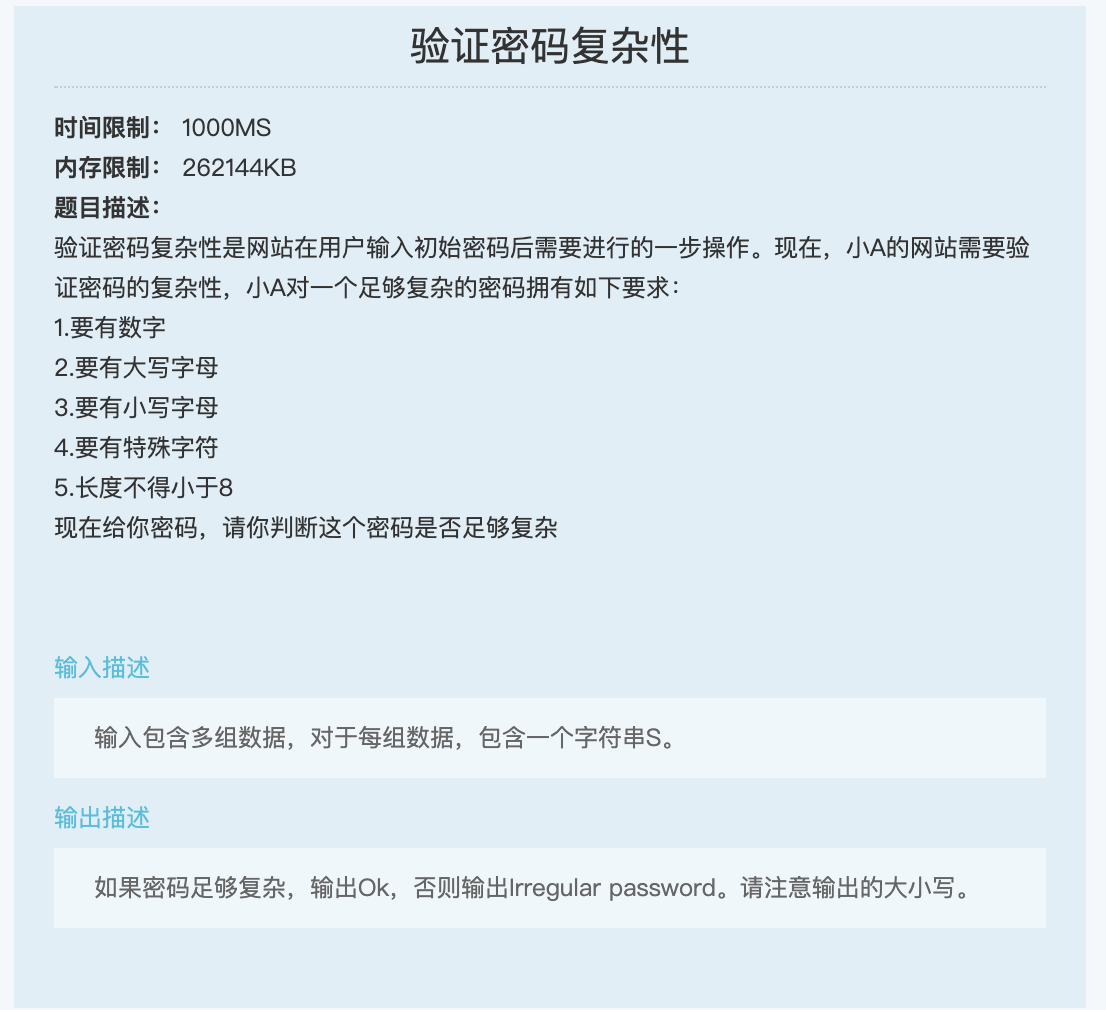 验证密码复杂性
时间限制： 1000MS
内存限制： 262144KB
题目描述：
验证密码复杂性是网站在用户输入初始密码后需要进行的一步操作。现在，小A的网站需要验
证密码的复杂性，小A对一个足够复杂的密码拥有如下要求：
1.要有数字
2.要有大写字母
3.要有小写字母
4.要有特殊字符
5.长度不得小于8
现在给你密码，请你判断这个密码是否足够复杂
输入描述
输入包含多组数据，对于每组数据，包含一个字符串S。
输出描述
如果密码足够复杂，输出Ok，否则输出Irregular password。请注意输出的大小写。